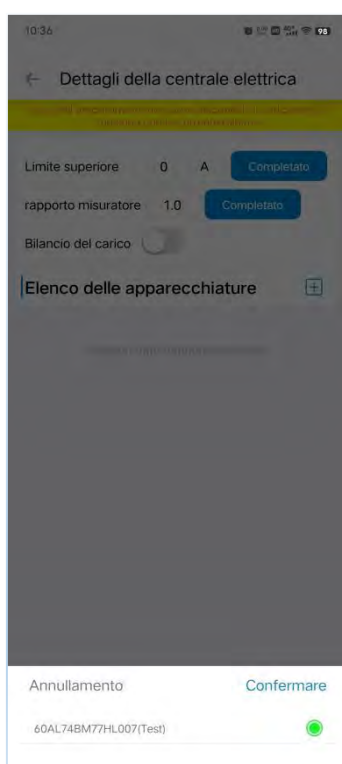 10:36
98
Dettagli della centrale elettrica
Limite superiore 0 A Completato
rapporto misuratore 1.0 Completato
Bilancio del carico
Elenco delle apparecchiature
Annullamento Confermare
60AL74BM77HL007(Test)